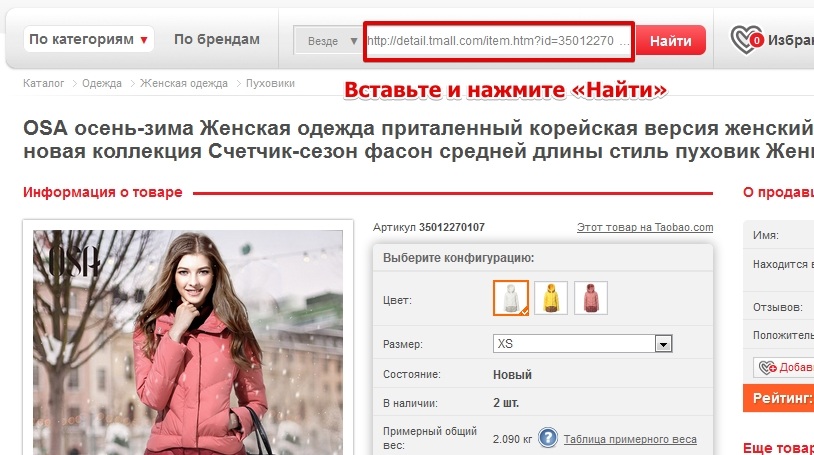 По категориям ▼
По брендам
Везде ▼
http://detail.tmall.com/item.htm?id=35012270 ...
Найти
0
Избран
Вставьте и нажмите «Найти»
Каталог > Одежда > Женская одежда > Пуховики
OSA осень-зима Женская одежда приталенный корейская версия женский
новая коллекция Счетчик-сезон фасон средней длины стиль пуховик Жен
Информация о товаре
О продавц
OSA
Артикул 35012270107
Этот товар на Taobao.com
Выберите конфигурацию:
Цвет:
Размер:
XS
Состояние:
Новый
В наличии:
2 шт.
Примерный общий
вес:
2.090 кг
?
Таблица примерного веса
Имя:
Находится в
Отзывов:
Положитель
Добави
Рейтинг:
Еще товар